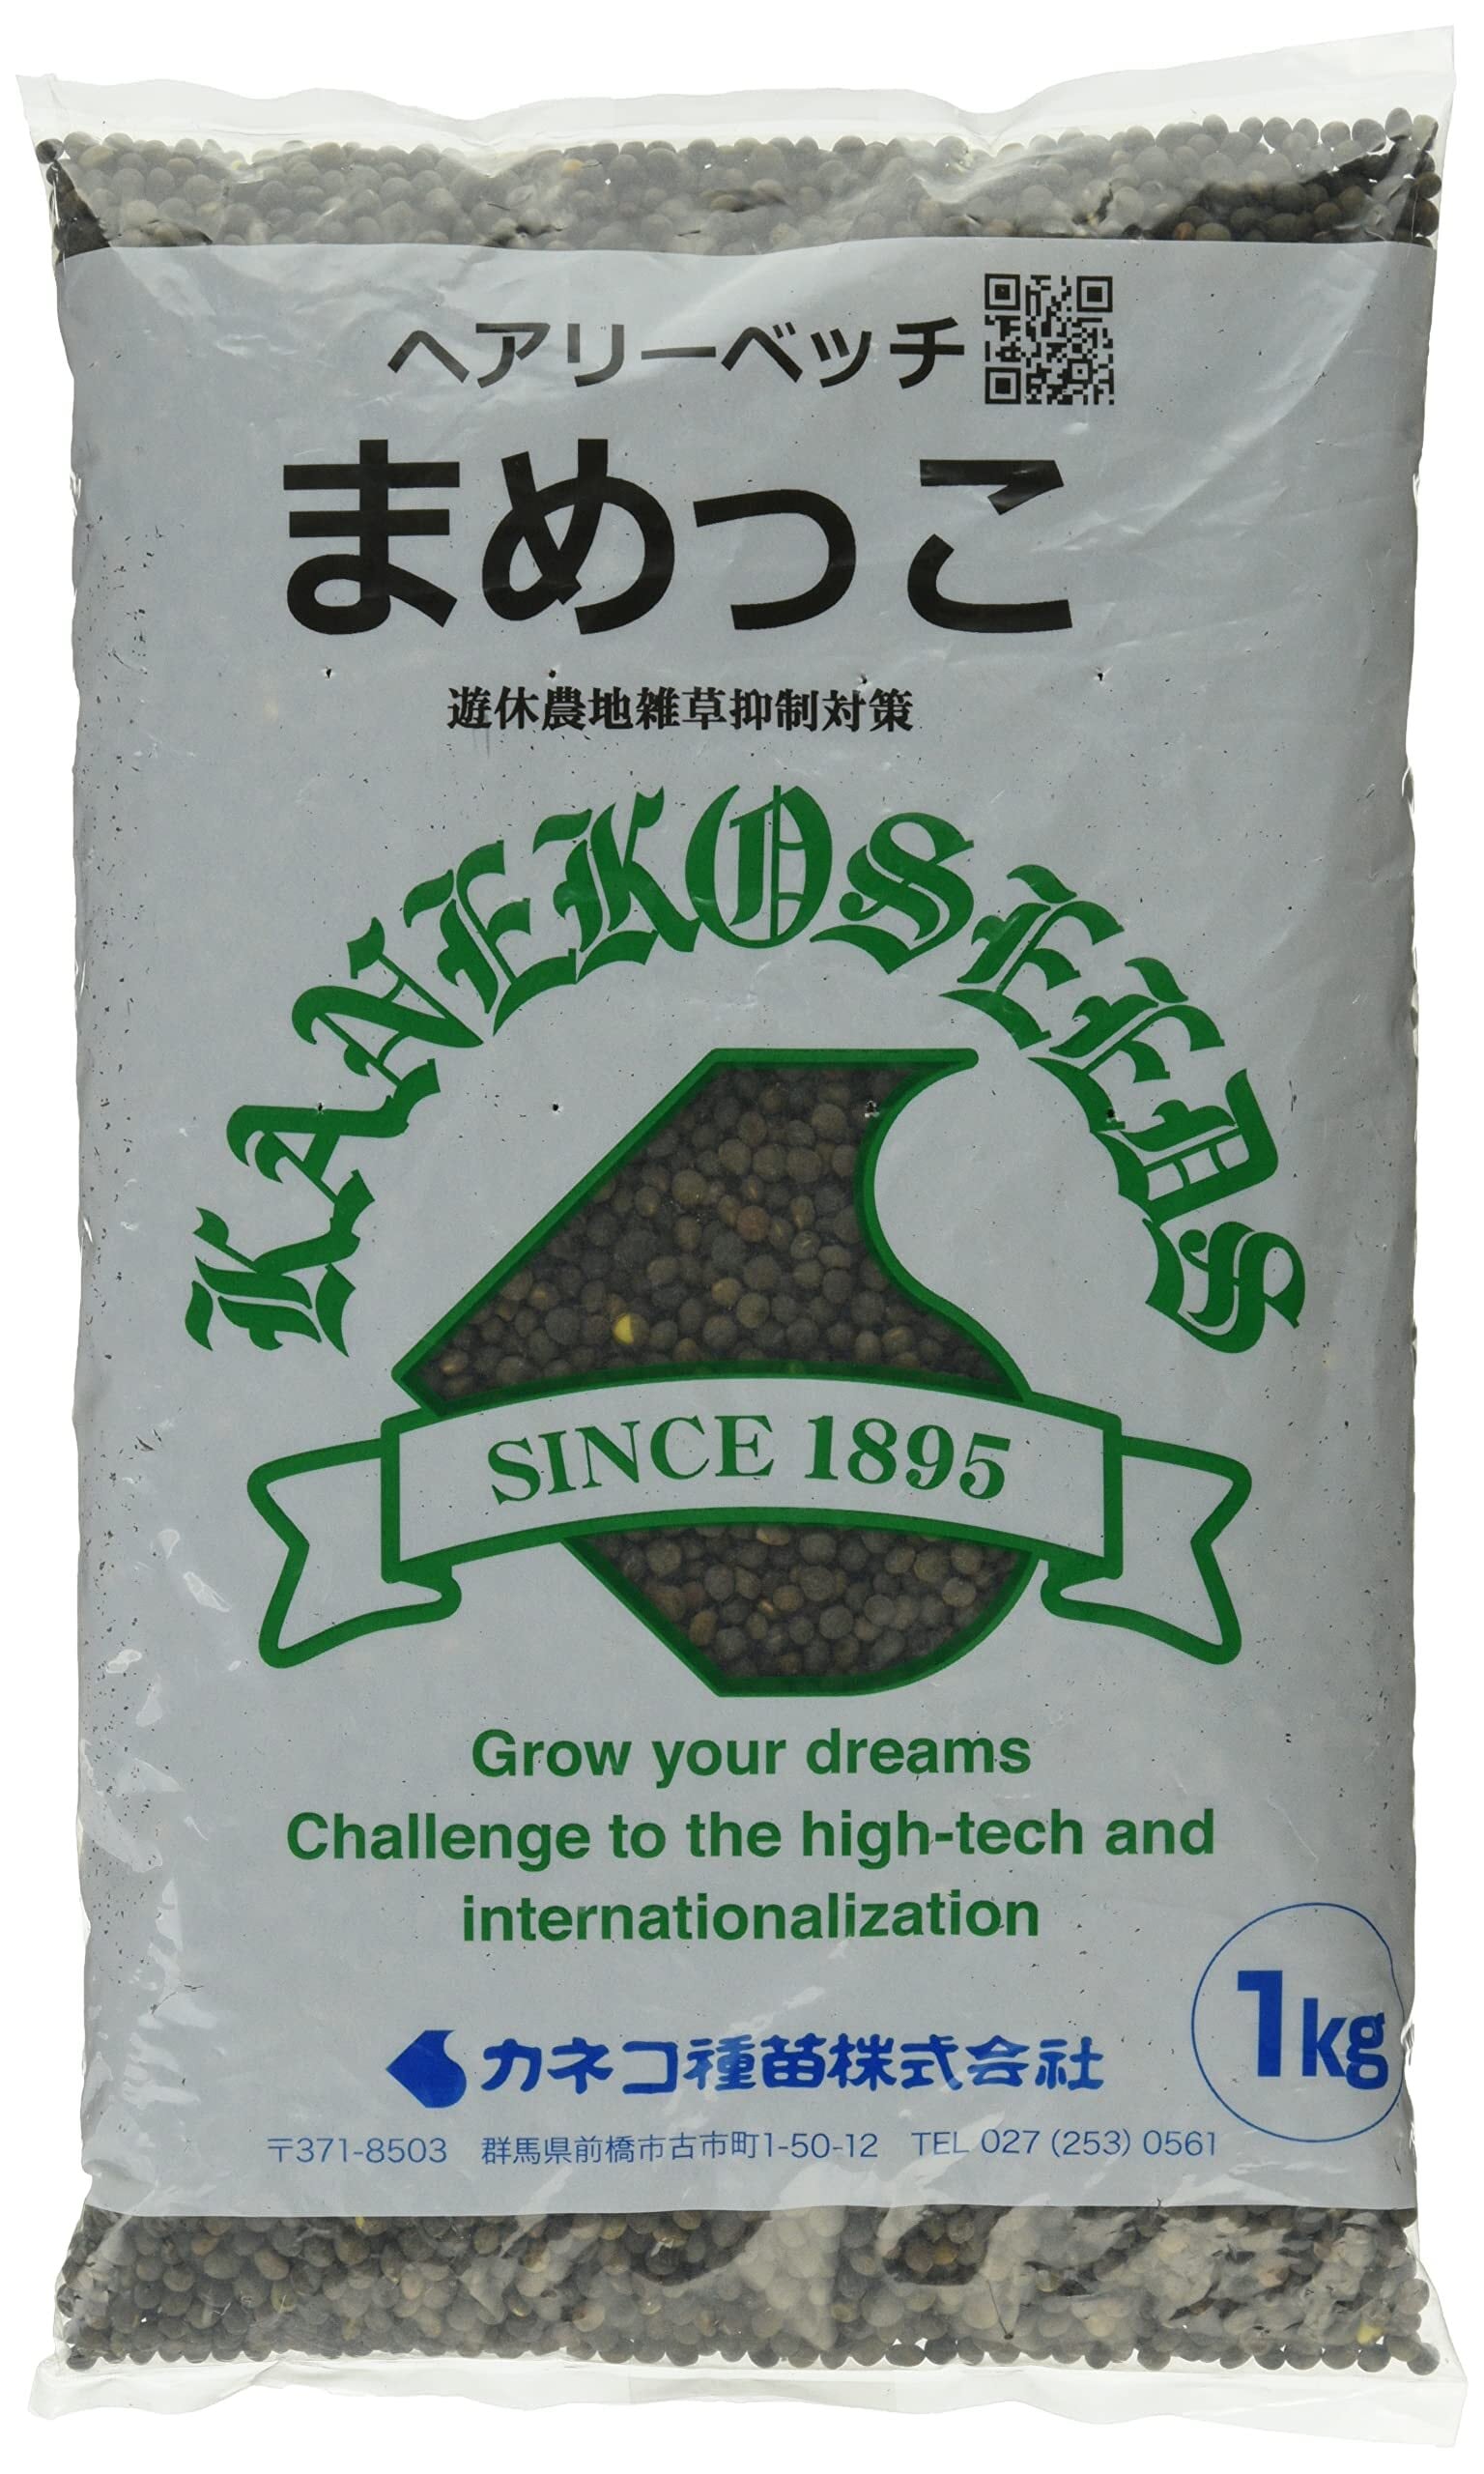 ヘアリーベッチ
まめっこ
遊休農地雑草抑制対策
KANEKO SEEDS
SINCE 1895
Grow your dreams
Challenge to the high-tech and
internationalization
1kg
カネコ種苗株式会社
〒371-8503 群馬県前橋市古市町1-50-12 TEL 027 (253) 0561